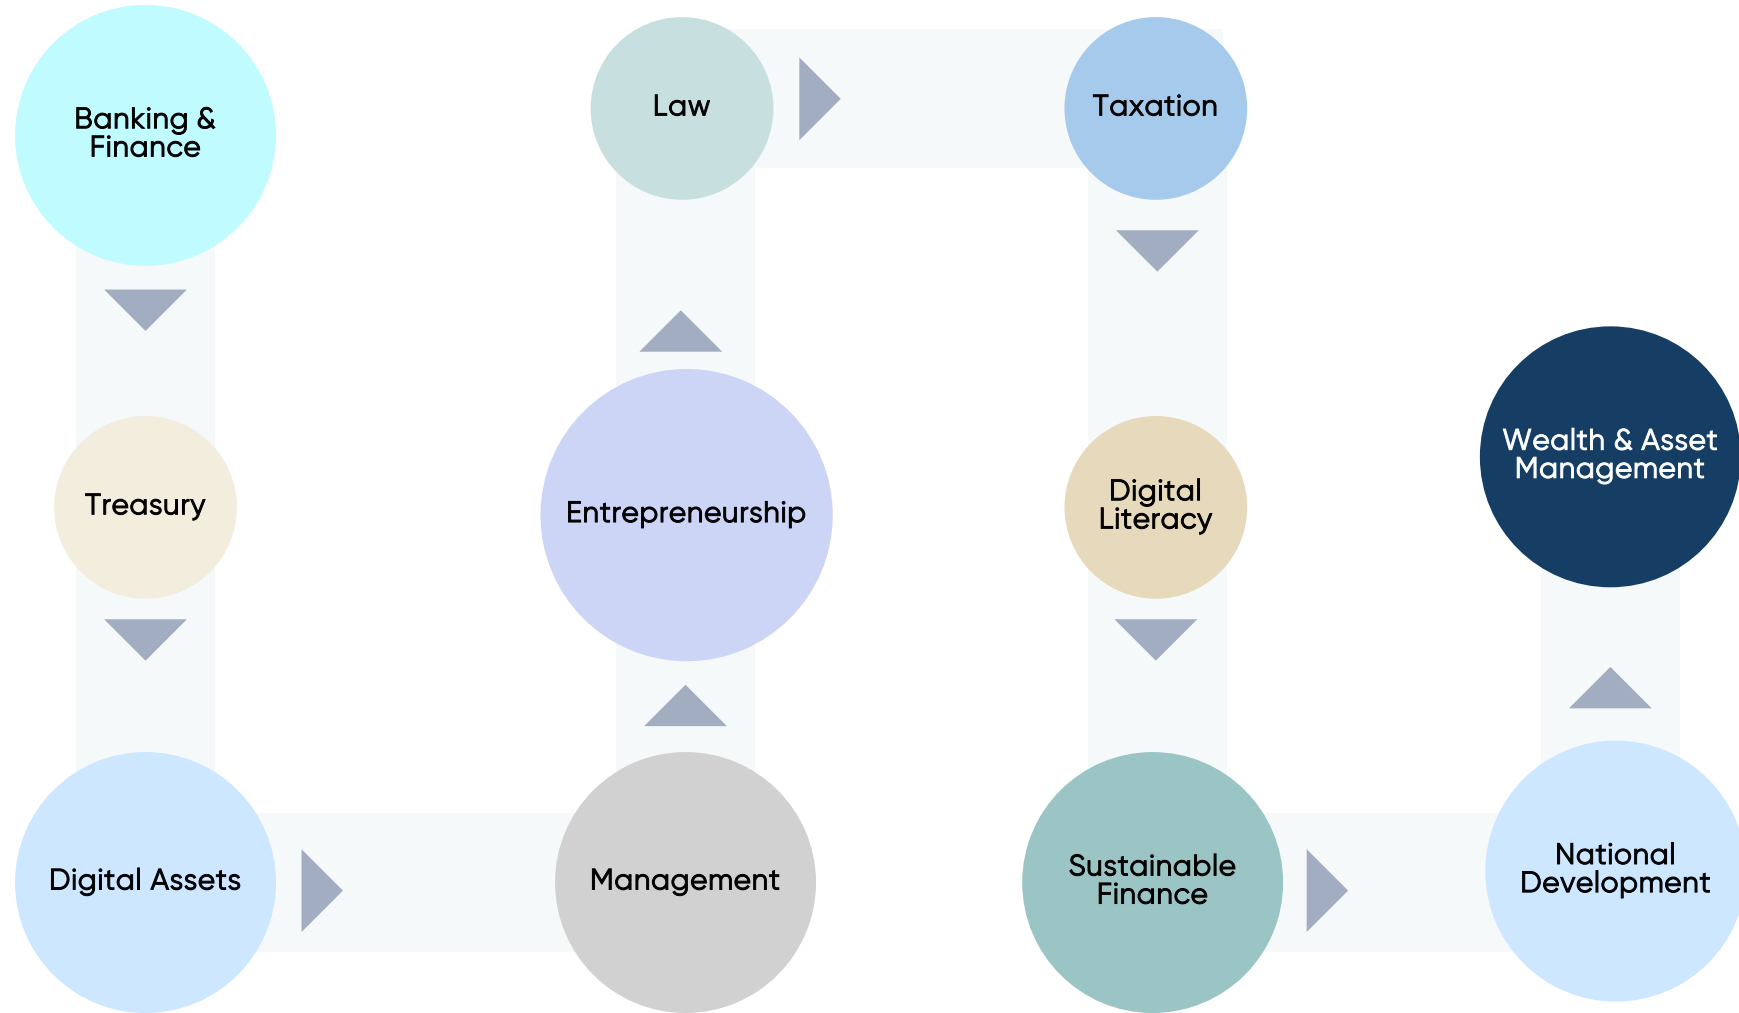 Banking &
Finance
Treasury
Digital Assets
Management
Entrepreneurship
Law
Taxation
Digital
Literacy
Sustainable
Finance
National
Development
Wealth & Asset
Management